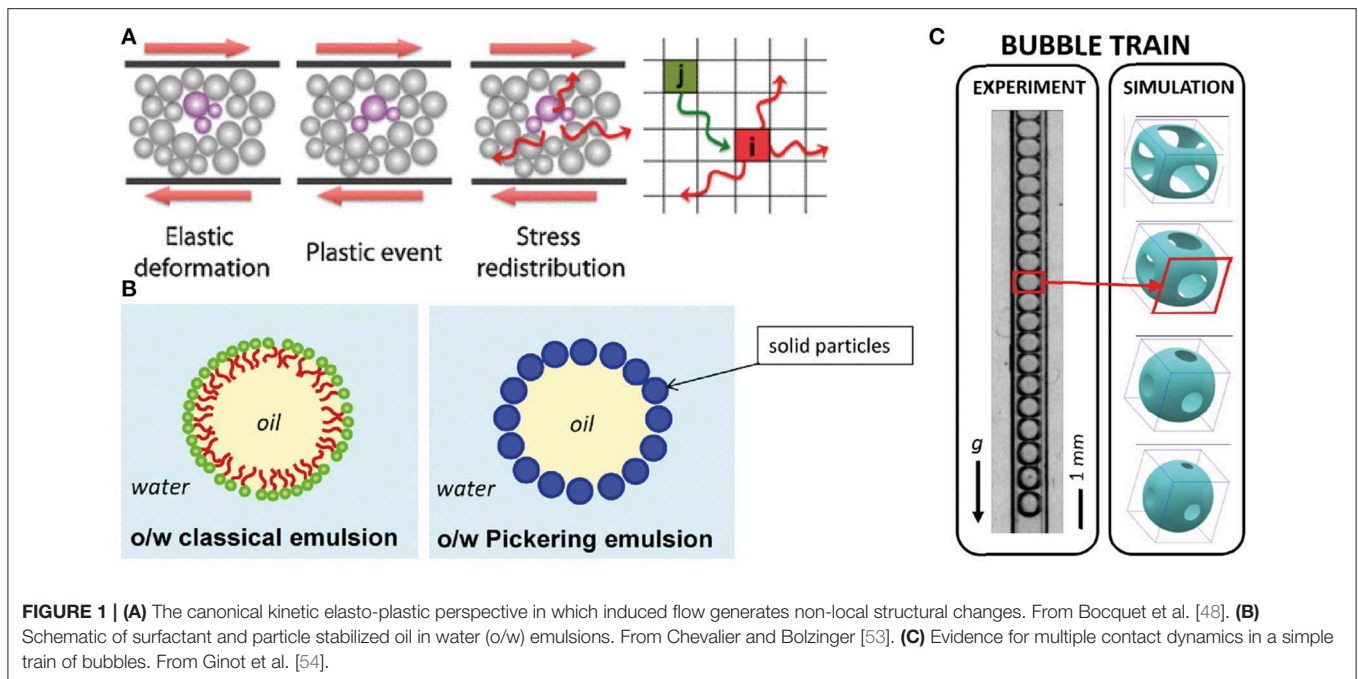 A
j
i
Elastic
deformation
Plastic event
Stress
redistribution
B
oil
water
o/w classical emulsion
oil
water
o/w Pickering emulsion
solid particles
C
BUBBLE TRAIN
EXPERIMENT
SIMULATION
g
1 mm
FIGURE 1 | (A) The canonical kinetic elasto-plastic perspective in which induced flow generates non-local structural changes. From Bocquet et al. [48]. (B)
Schematic of surfactant and particle stabilized oil in water (o/w) emulsions. From Chevalier and Bolzinger [53]. (C) Evidence for multiple contact dynamics in a simple
train of bubbles. From Ginot et al. [54].